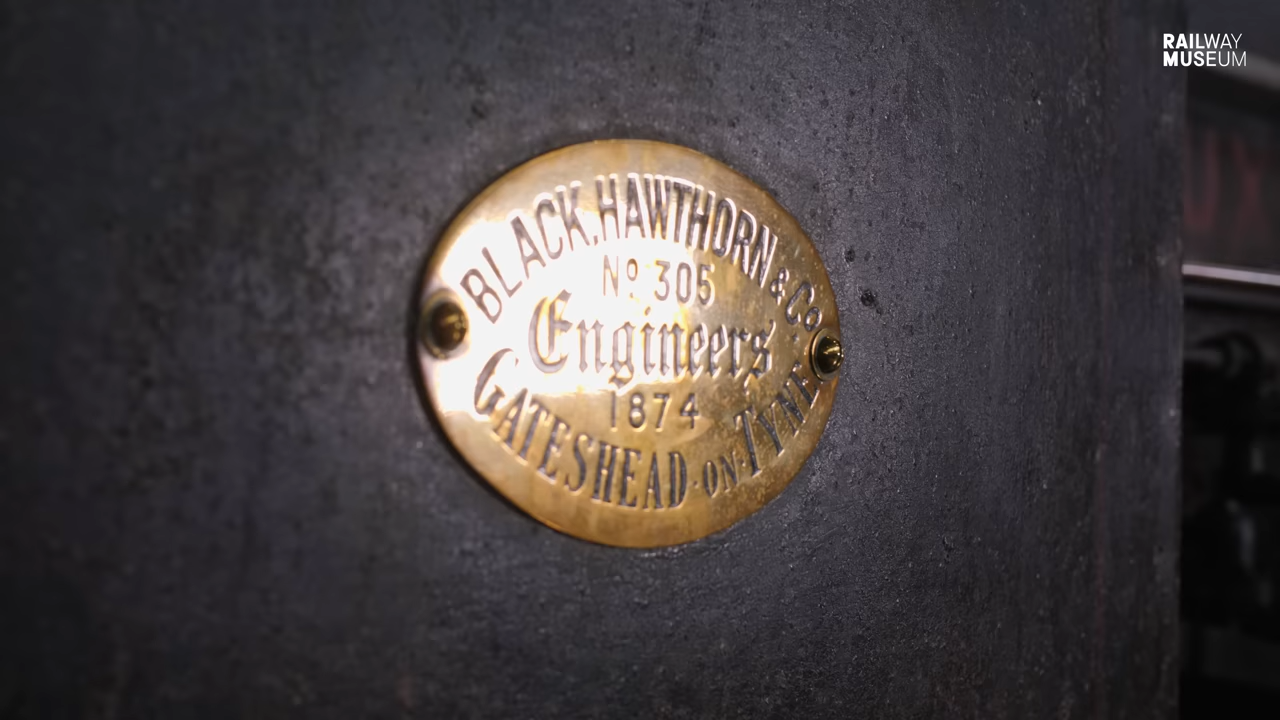 RAILWAY
MUSEUM
BLACK, HAWTHORN & Co.
No 305
Engineers
1874
GATESHEAD·ON·TYNE